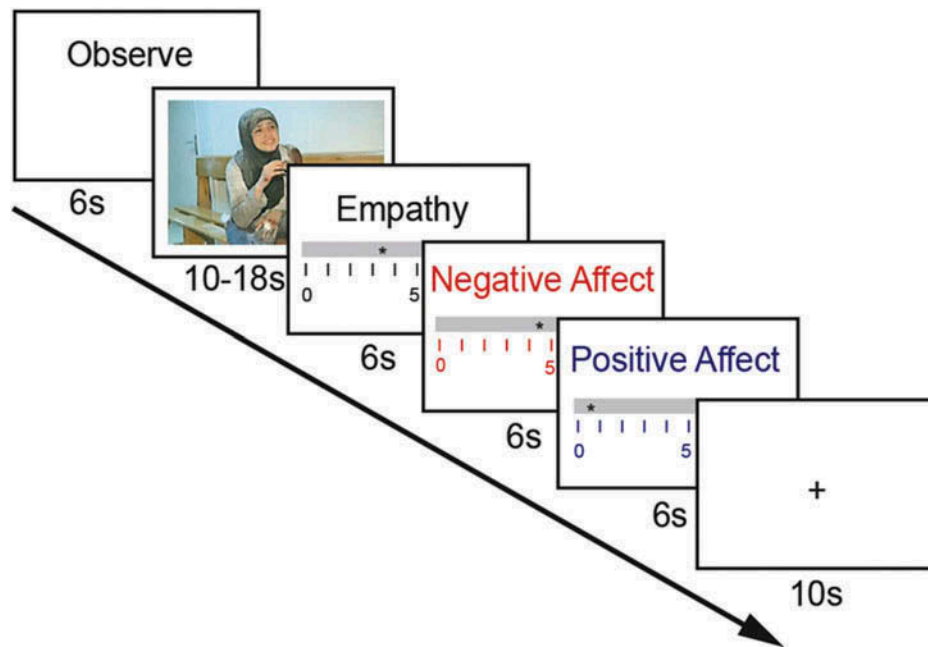 Observe
6s
10-18s
Empathy
*
0 5
6s
Negative Affect
*
0 5
6s
Positive Affect
*
0 5
6s
+
10s